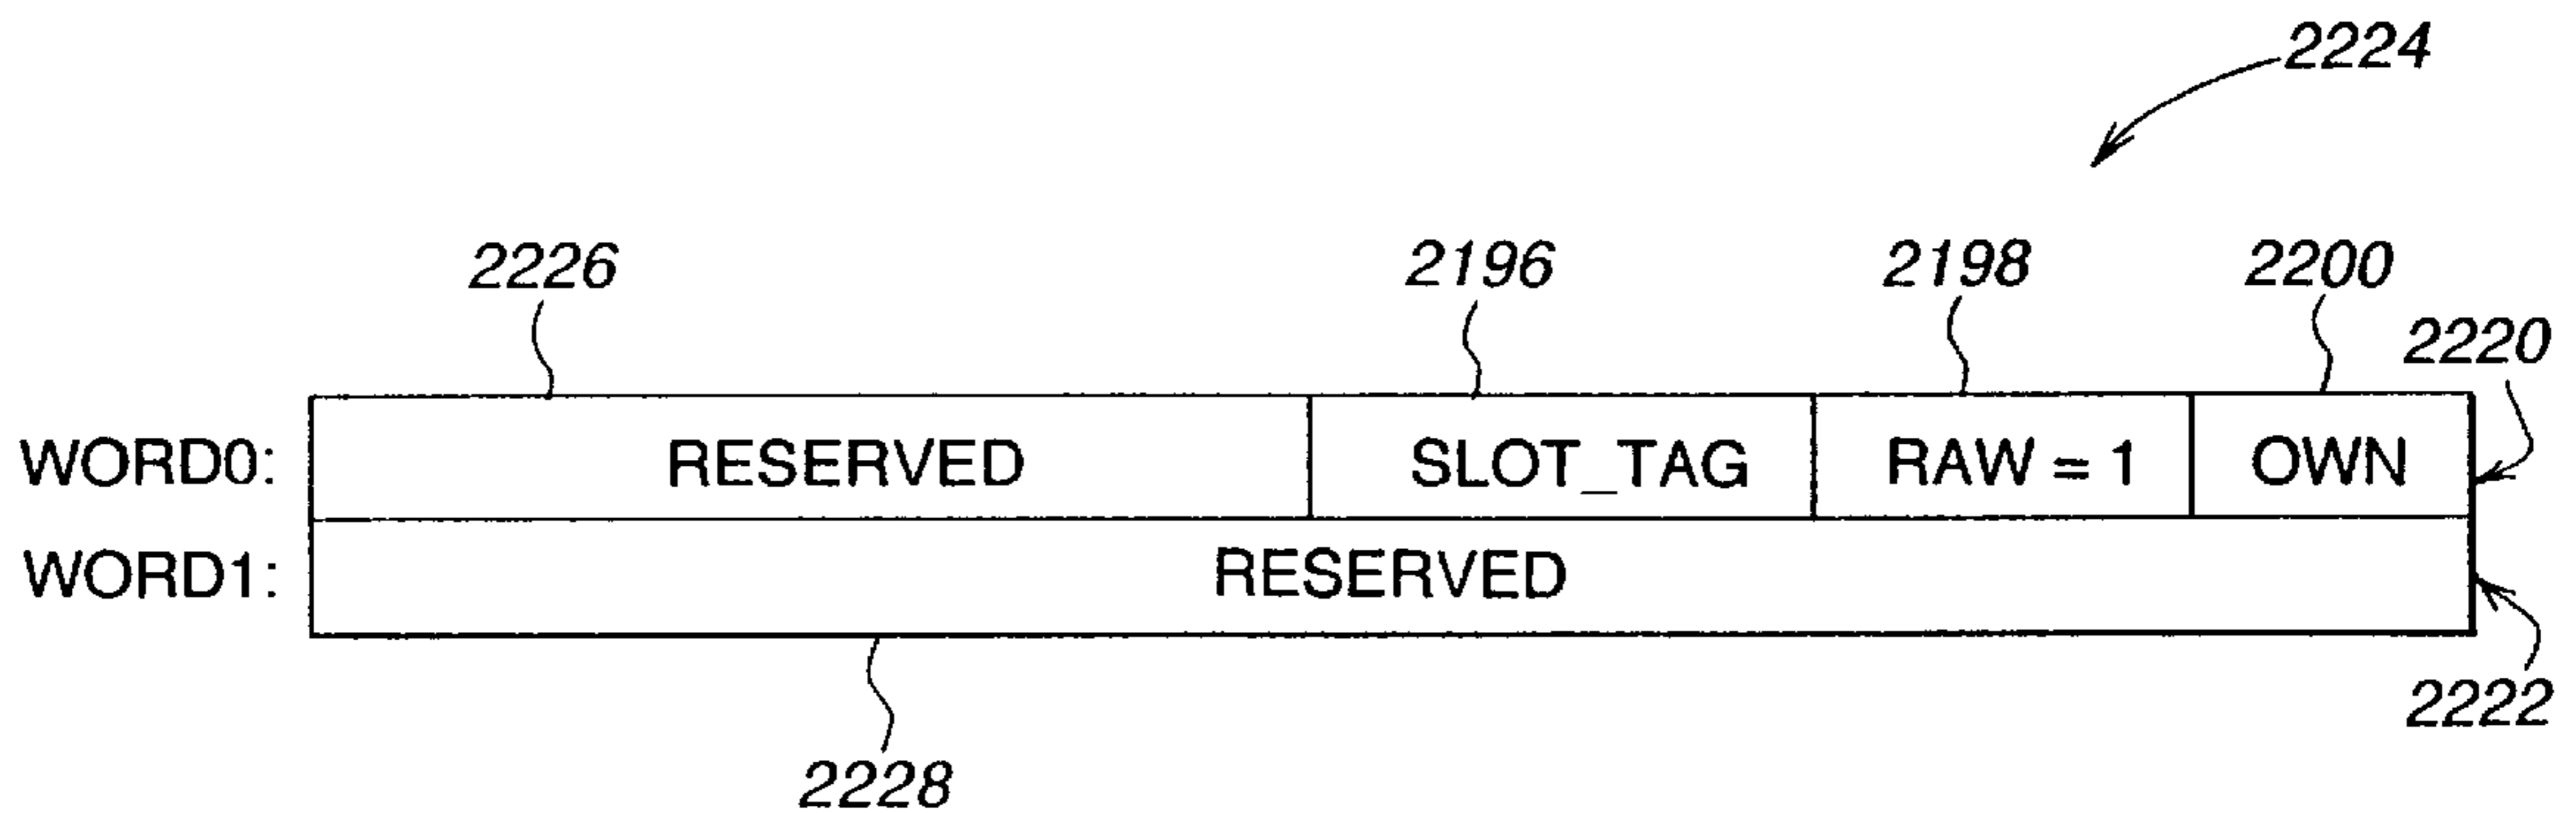 2224
2226 2196 2198 2200
2220
WORD0: RESERVED SLOT_TAG RAW = 1 OWN
WORD1: RESERVED
2222
2228